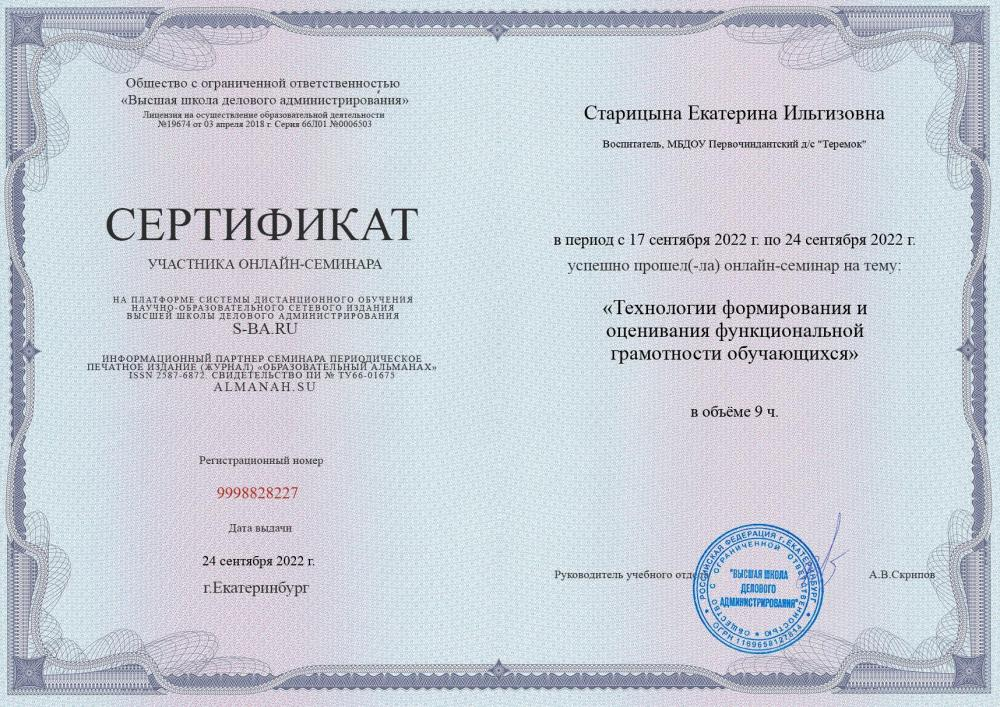 Общество с ограниченной ответственностью
«Высшая школа делового администрирования»
Лицензия на осуществление образовательной деятельности
№19674 от 03 апреля 2018 г. Серия 66Л01 №0006503
СЕРТИФИКАТ
УЧАСТНИКА ОНЛАЙН-СЕМИНАРА
НА ПЛАТФОРМЕ СИСТЕМЫ ДИСТАНЦИОННОГО ОБУЧЕНИЯ
НАУЧНО-ОБРАЗОВАТЕЛЬНОГО СЕТЕВОГО ИЗДАНИЯ
ВЫСШЕЙ ШКОЛЫ ДЕЛОВОГО АДМИНИСТРИРОВАНИЯ
S-BA.RU
ИНФОРМАЦИОННЫЙ ПАРТНЕР СЕМИНАРА ПЕРИОДИЧЕСКОЕ
ПЕЧАТНОЕ ИЗДАНИЕ (ЖУРНАЛ) «ОБРАЗОВАТЕЛЬНЫЙ АЛЬМАНАХ»
ISSN 2587-6872. СВИДЕТЕЛЬСТВО ПИ № ТУ66-01675
ALMANAH.SU
Регистрационный номер
9998828227
Дата выдачи
24 сентября 2022 г.
г.Екатеринбург
Старицына Екатерина Ильгизовна
Воспитатель, МБДОУ Первочиндантский д/с "Теремок"
в период с 17 сентября 2022 г. по 24 сентября 2022 г.
успешно прошел(-ла) онлайн-семинар на тему:
«Технологии формирования и
оценивания функциональной
грамотности обучающихся»
в объёме 9 ч.
Руководитель учебного отде
А.В.Скрипов
РОССИЙСКАЯ ФЕДЕРАЦИЯ г. ЕКАТЕРИНБУРГ
ОБЩЕСТВО С ОГРАНИЧЕННОЙ ОТВЕТСТВЕННОСТЬЮ
"ВЫСШАЯ ШКОЛА
ДЕЛОВОГО
АДМИНИСТРИРОВАНИЯ"
ОГРН 1169658127814